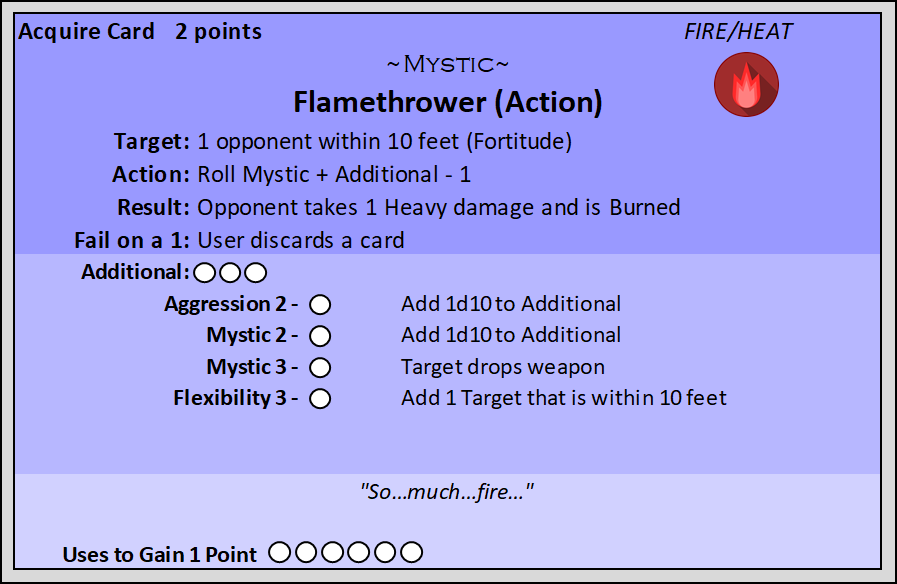 Acquire Card 2 points FIRE/HEAT
~Mystic~
Flamethrower (Action)
Target: 1 opponent within 10 feet (Fortitude)
Action: Roll Mystic + Additional - 1
Result: Opponent takes 1 Heavy damage and is Burned
Fail on a 1: User discards a card
Additional:
Aggression 2 - Add 1d10 to Additional
Mystic 2 - Add 1d10 to Additional
Mystic 3 - Target drops weapon
Flexibility 3 - Add 1 Target that is within 10 feet
"So...much...fire..."
Uses to Gain 1 Point